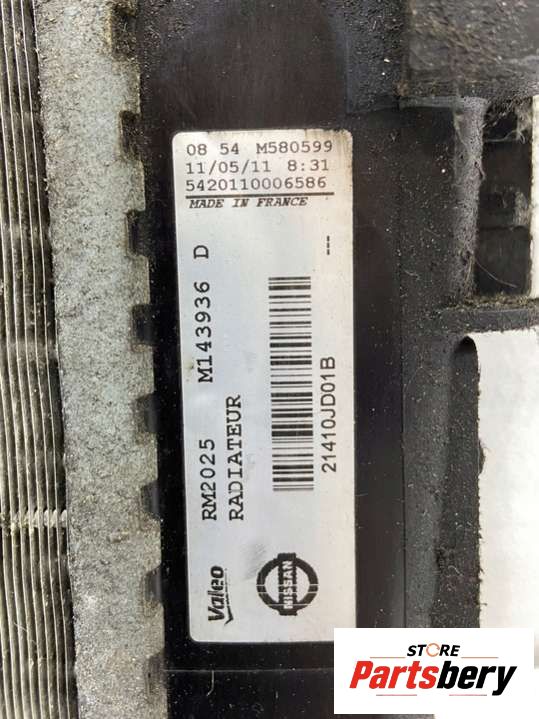 08 54 M580599
11/05/11 8:31
5420110006586
MADE IN FRANCE
RM2025 M143936 D
RADIATEUR
---
21410JD01B
Valeo
NISSAN
STORE
Partsbery